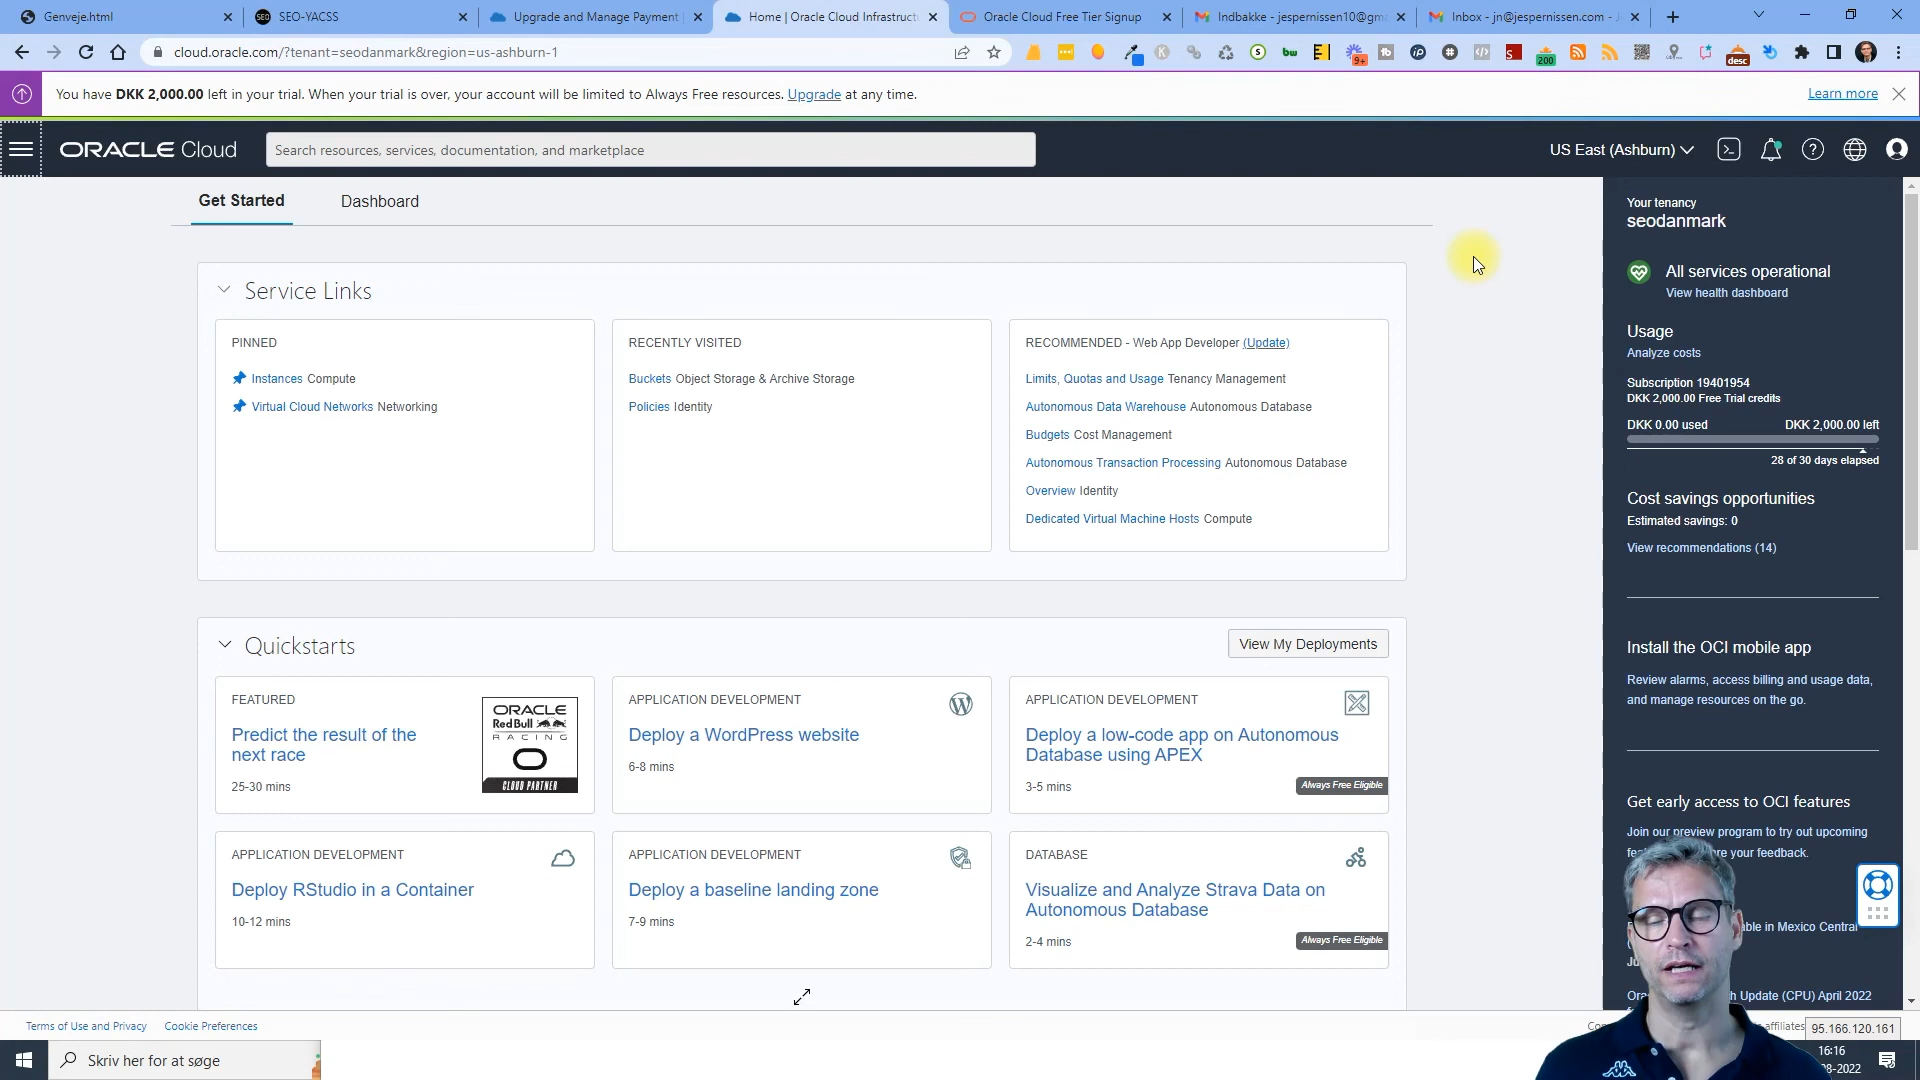 Genveje.html
SEO-YACSS
Upgrade and Manage Payment
Home | Oracle Cloud Infrastruct
Oracle Cloud Free Tier Signup
Indbakke - jespernissen10@gm
Inbox - jn@jespernissen.com -
cloud.oracle.com/?tenant=seodanmark&region=us-ashburn-1
9+
200
desc
You have DKK 2,000.00 left in your trial. When your trial is over, your account will be limited to Always Free resources. Upgrade at any time.
Learn more
ORACLE Cloud
Search resources, services, documentation, and marketplace
US East (Ashburn)
Get Started
Dashboard
Service Links
PINNED
Instances Compute
Virtual Cloud Networks Networking
RECENTLY VISITED
Buckets Object Storage & Archive Storage
Policies Identity
RECOMMENDED - Web App Developer (Update)
Limits, Quotas and Usage Tenancy Management
Autonomous Data Warehouse Autonomous Database
Budgets Cost Management
Autonomous Transaction Processing Autonomous Database
Overview Identity
Dedicated Virtual Machine Hosts Compute
Quickstarts
View My Deployments
FEATURED
Predict the result of the
next race
25-30 mins
ORACLE
Red Bull
RACING
CLOUD PARTNER
APPLICATION DEVELOPMENT
Deploy a WordPress website
6-8 mins
APPLICATION DEVELOPMENT
Deploy a low-code app on Autonomous
Database using APEX
3-5 mins
Always Free Eligible
APPLICATION DEVELOPMENT
Deploy RStudio in a Container
10-12 mins
APPLICATION DEVELOPMENT
Deploy a baseline landing zone
7-9 mins
DATABASE
Visualize and Analyze Strava Data on
Autonomous Database
2-4 mins
Always Free Eligible
Your tenancy
seodanmark
All services operational
View health dashboard
Usage
Analyze costs
Subscription 19401954
DKK 2,000.00 Free Trial credits
DKK 0.00 used
DKK 2,000.00 left
28 of 30 days elapsed
Cost savings opportunities
Estimated savings: 0
View recommendations (14)
Install the OCI mobile app
Review alarms, access billing and usage data,
and manage resources on the go.
Get early access to OCI features
Join our preview program to try out upcoming
re your feedback.
able in Mexico Central
Update (CPU) April 2022
Terms of Use and Privacy
Cookie Preferences
affiliates
95.166.120.161
Skriv her for at søge
16:16
8-2022